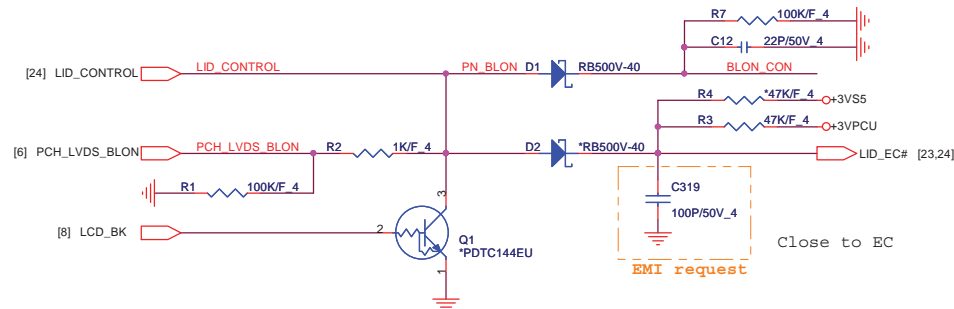 R7 100K/F_4
C12 22P/50V_4
[24] LID_CONTROL LID_CONTROL PN_BLON D1 RB500V-40 BLON_CON
R4 *47K/F_4 +3VS5
R3 47K/F_4 +3VPCU
[6] PCH_LVDS_BLON PCH_LVDS_BLON R2 1K/F_4 D2 *RB500V-40 LID_EC# [23,24]
R1 100K/F_4
C319
100P/50V_4
3
[8] LCD_BK 2
Q1
*PDTC144EU
1
Close to EC
EMI request